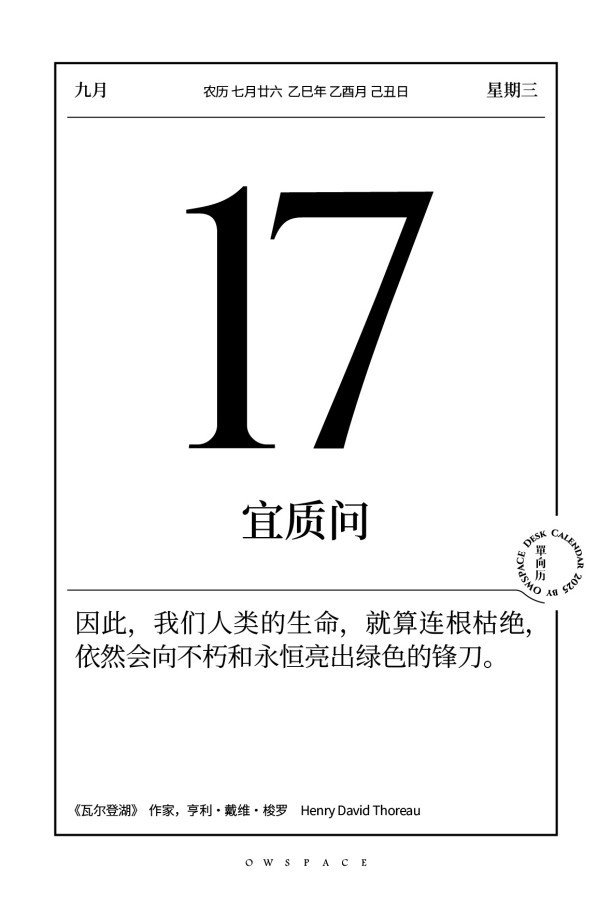 九月
农历 七月廿六 乙巳年 乙酉月 己丑日
星期三
17
宜质问
DESK CALENDAR 2025 BY OWSPACE
單向历
因此，我们人类的生命，就算连根枯绝，
依然会向不朽和永恒亮出绿色的锋刀。
《瓦尔登湖》 作家，亨利·戴维·梭罗 Henry David Thoreau
OWSPACE